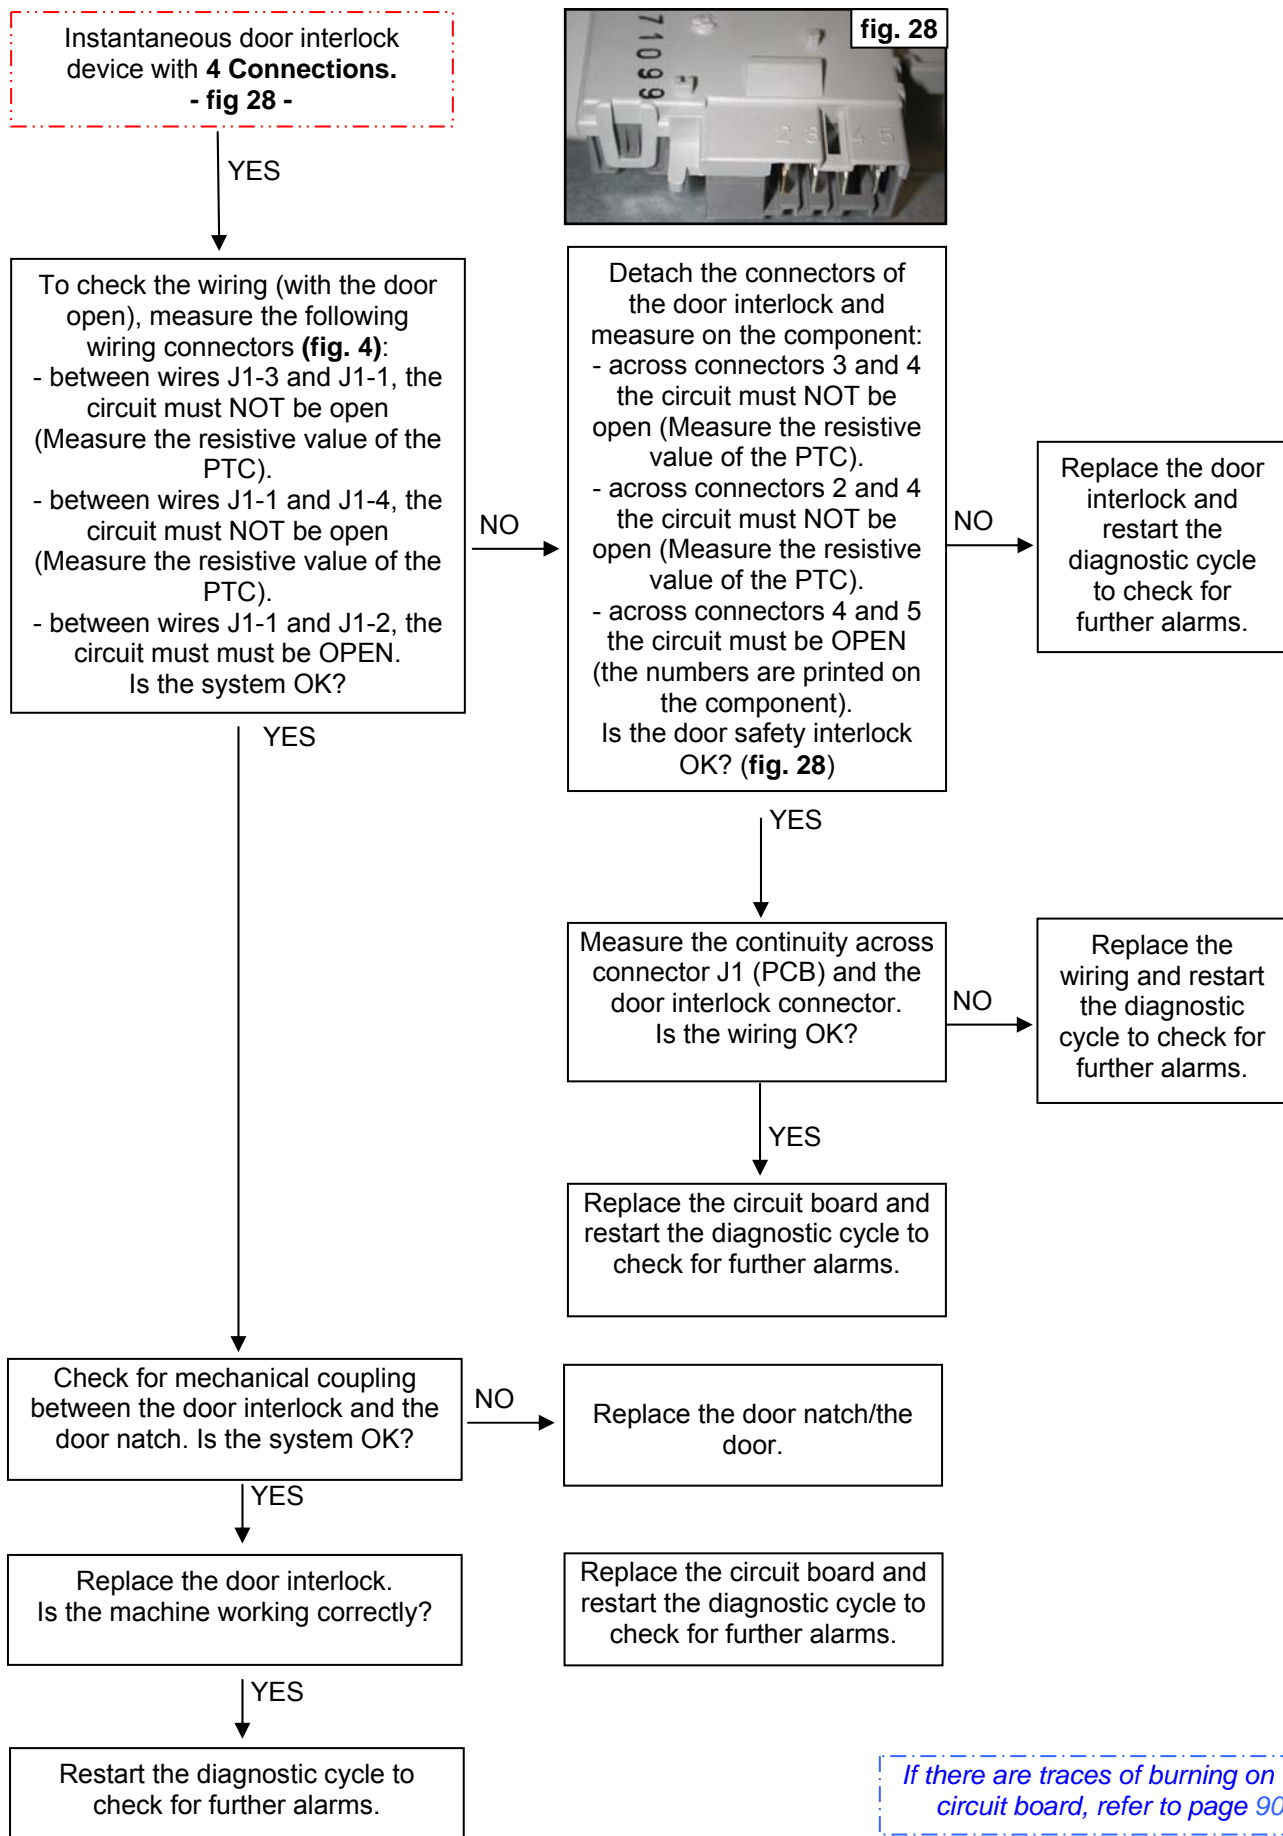 Instantaneous door interlock
device with 4 Connections.
- fig 28 -
fig. 28
71099
2 3 4 5
YES
To check the wiring (with the door
open), measure the following
wiring connectors (fig. 4):
- between wires J1-3 and J1-1, the
circuit must NOT be open
(Measure the resistive value of the
PTC).
- between wires J1-1 and J1-4, the
circuit must NOT be open
(Measure the resistive value of the
PTC).
- between wires J1-1 and J1-2, the
circuit must must be OPEN.
Is the system OK?
NO
Detach the connectors of
the door interlock and
measure on the component:
- across connectors 3 and 4
the circuit must NOT be
open (Measure the resistive
value of the PTC).
- across connectors 2 and 4
the circuit must NOT be
open (Measure the resistive
value of the PTC).
- across connectors 4 and 5
the circuit must be OPEN
(the numbers are printed on
the component).
Is the door safety interlock
OK? (fig. 28)
NO
Replace the door
interlock and
restart the
diagnostic cycle
to check for
further alarms.
YES
YES
Measure the continuity across
connector J1 (PCB) and the
door interlock connector.
Is the wiring OK?
NO
Replace the
wiring and restart
the diagnostic
cycle to check for
further alarms.
YES
Replace the circuit board and
restart the diagnostic cycle to
check for further alarms.
Check for mechanical coupling
between the door interlock and the
door natch. Is the system OK?
NO
Replace the door natch/the
door.
YES
Replace the door interlock.
Is the machine working correctly?
Replace the circuit board and
restart the diagnostic cycle to
check for further alarms.
YES
Restart the diagnostic cycle to
check for further alarms.
If there are traces of burning on
circuit board, refer to page 90